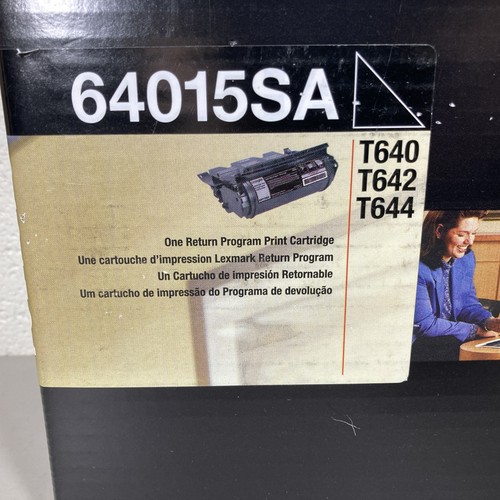 64015SA
T640
T642
T644
One Return Program Print Cartridge
Une cartouche d'impression Lexmark Return Program
Un Cartucho de impresión Retornable
Um cartucho de impressão do Programa de devolução